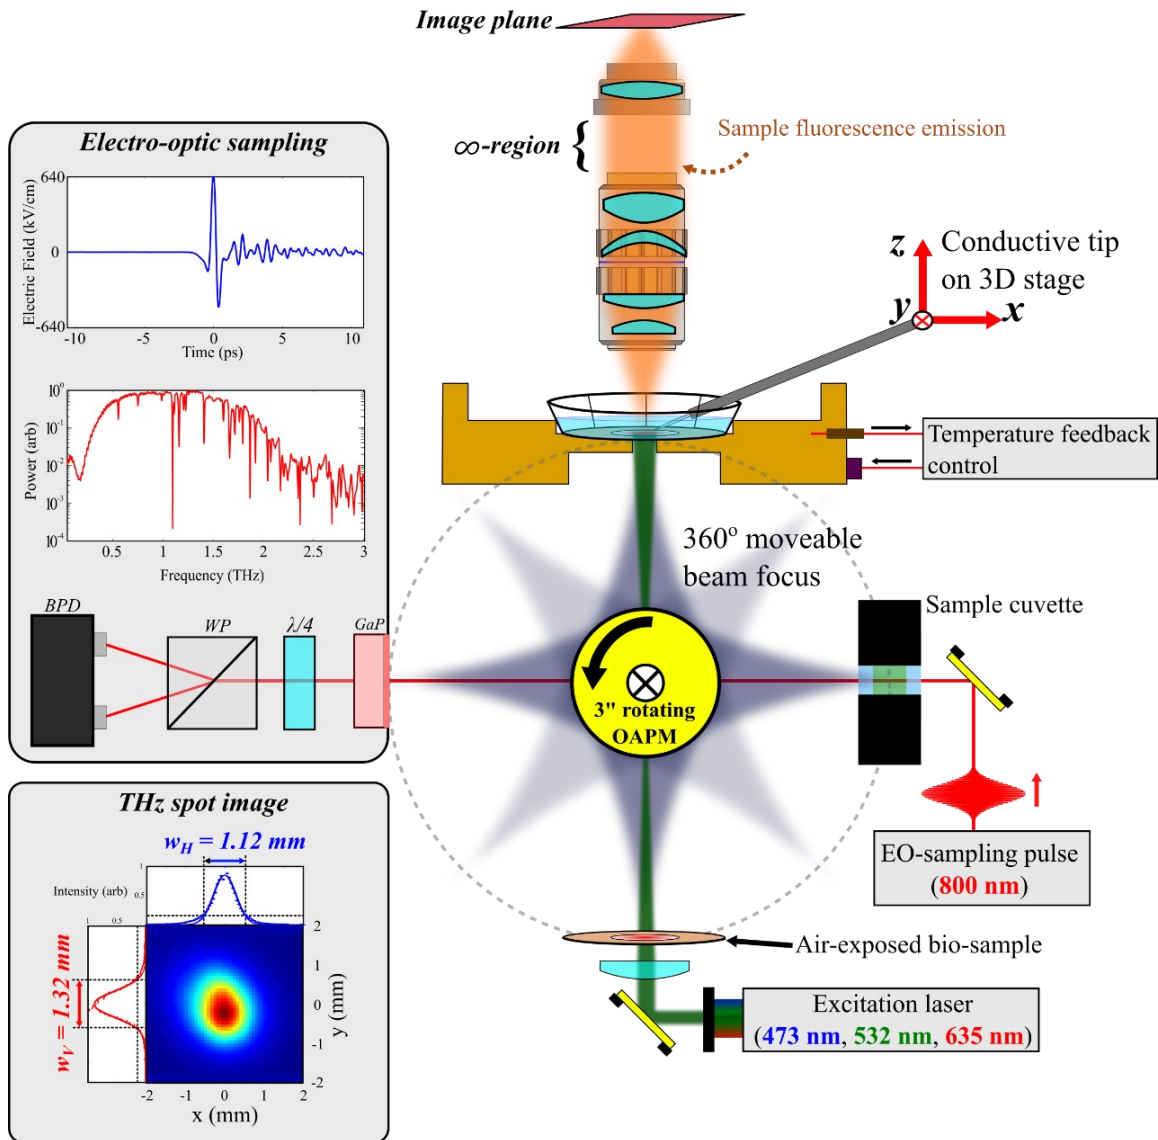 Image plane
∞-region
{
Sample fluorescence emission
Electro-optic sampling
640
0
-640
Electric Field (kV/cm)
-10
-5
0
5
10
Time (ps)
z
y
x
Conductive tip
on 3D stage
10⁰
10⁻¹
10⁻²
10⁻³
10⁻⁴
Power (arb)
0.5
1
1.5
2
2.5
3
Frequency (THz)
Temperature feedback
control
360° moveable
beam focus
BPD
WP
λ/4
GaP
3" rotating
OAPM
Sample cuvette
EO-sampling pulse
(800 nm)
THz spot image
w_H = 1.12 mm
Intensity (arb)
1
0.5
1
0.5
w_V = 1.32 mm
2
1
0
-1
-2
y (mm)
-2
-1
0
1
2
x (mm)
Air-exposed bio-sample
Excitation laser
(473 nm, 532 nm, 635 nm)